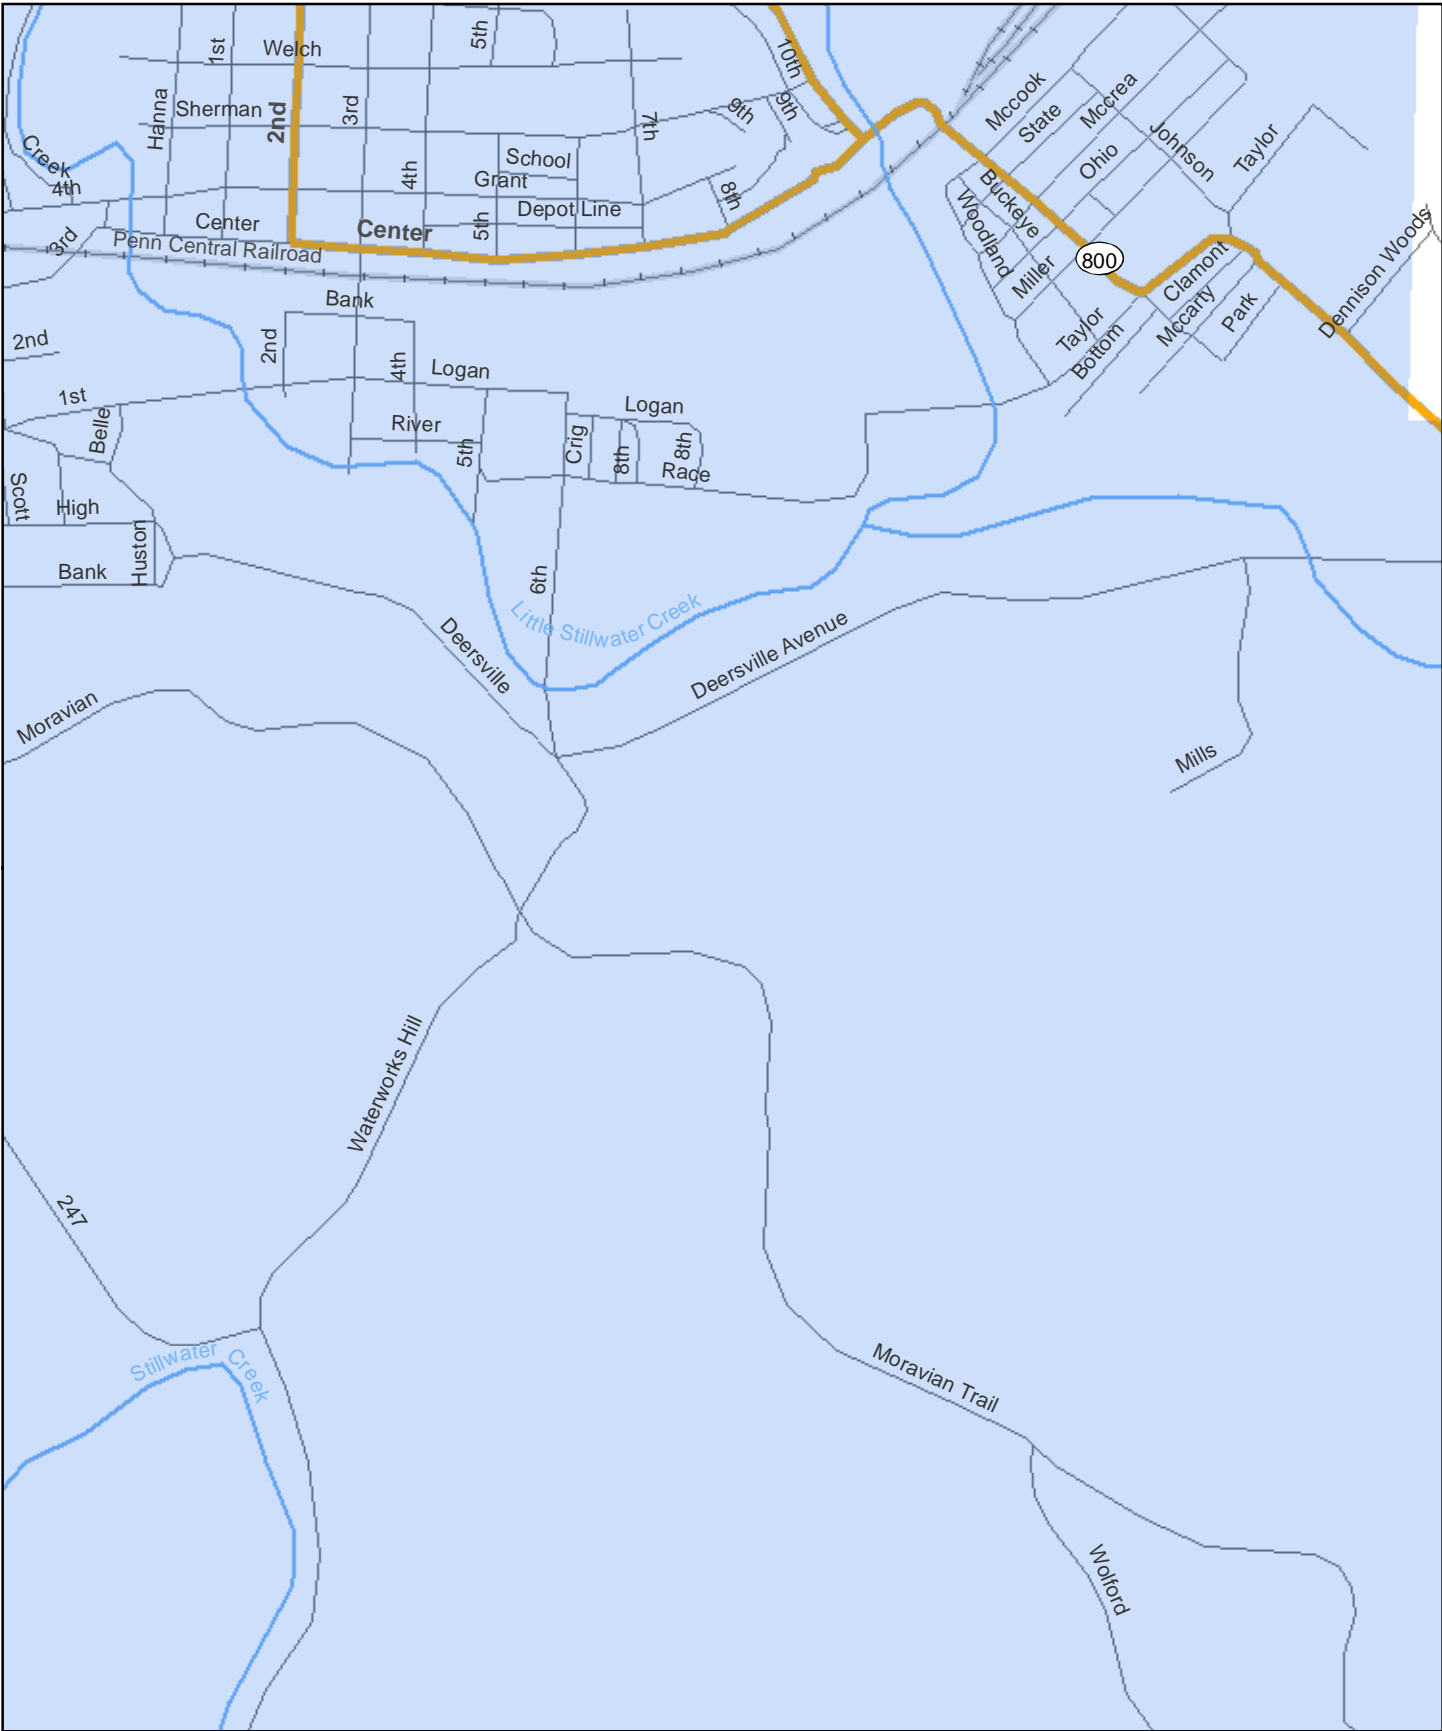 5th
1st
Welch
10th
Mccook
Mccrea
Hanna
Sherman
2nd
3rd
7th
9th
9th
State
Johnson
Taylor
Creek
4th
4th
School
Grant
Ohio
8th
Buckeye
Woodland
Center
Center
5th
Depot Line
3rd
Penn Central Railroad
Miller
800
Clamont
Dennison Woods
Bank
Mccarty
Park
2nd
2nd
4th
Logan
Taylor
Bottom
1st
Belle
River
5th
Crig
Logan
8th
8th
Race
Scott
High
Huston
Bank
6th
Little Stillwater Creek
Deersville
Deersville Avenue
Moravian
Mills
Waterworks Hill
247
Stillwater Creek
Moravian Trail
Wolford